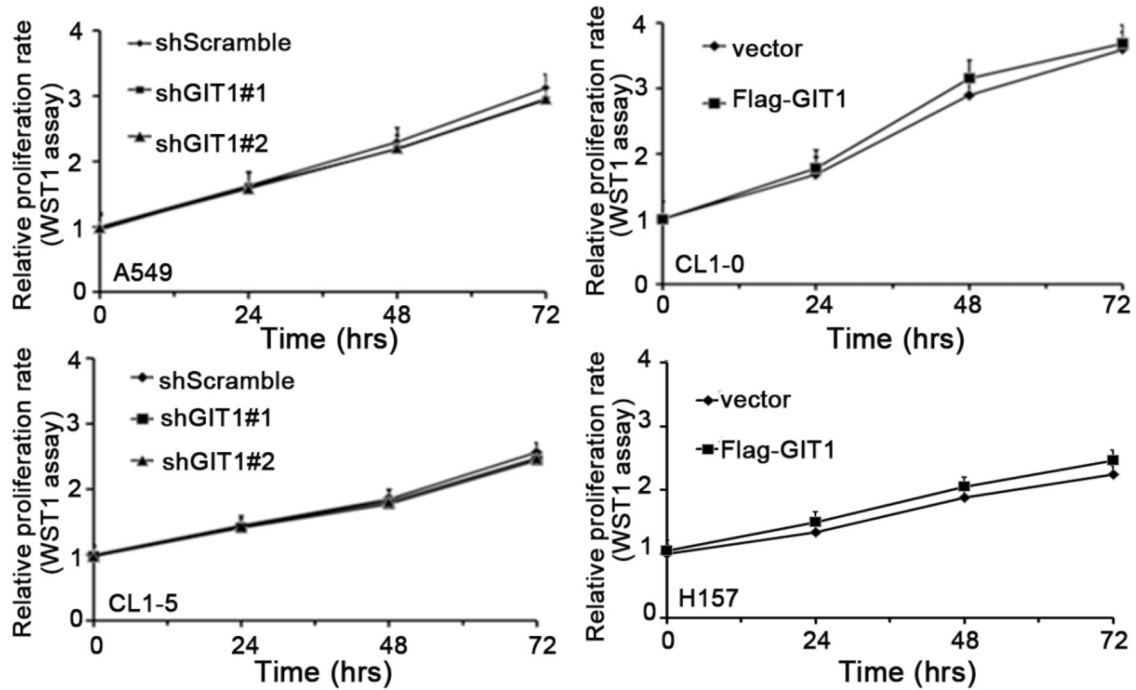 Relative proliferation rate
(WST1 assay)
4
3
2
1
0
shScramble
shGIT1#1
shGIT1#2
A549
0 24 48 72
Time (hrs)
Relative proliferation rate
(WST1 assay)
4
3
2
1
0
vector
Flag-GIT1
CL1-0
0 24 48 72
Time (hrs)
Relative proliferation rate
(WST1 assay)
4
3
2
1
0
shScramble
shGIT1#1
shGIT1#2
CL1-5
0 24 48 72
Time (hrs)
Relative proliferation rate
(WST1 assay)
4
3
2
1
0
vector
Flag-GIT1
H157
0 24 48 72
Time (hrs)